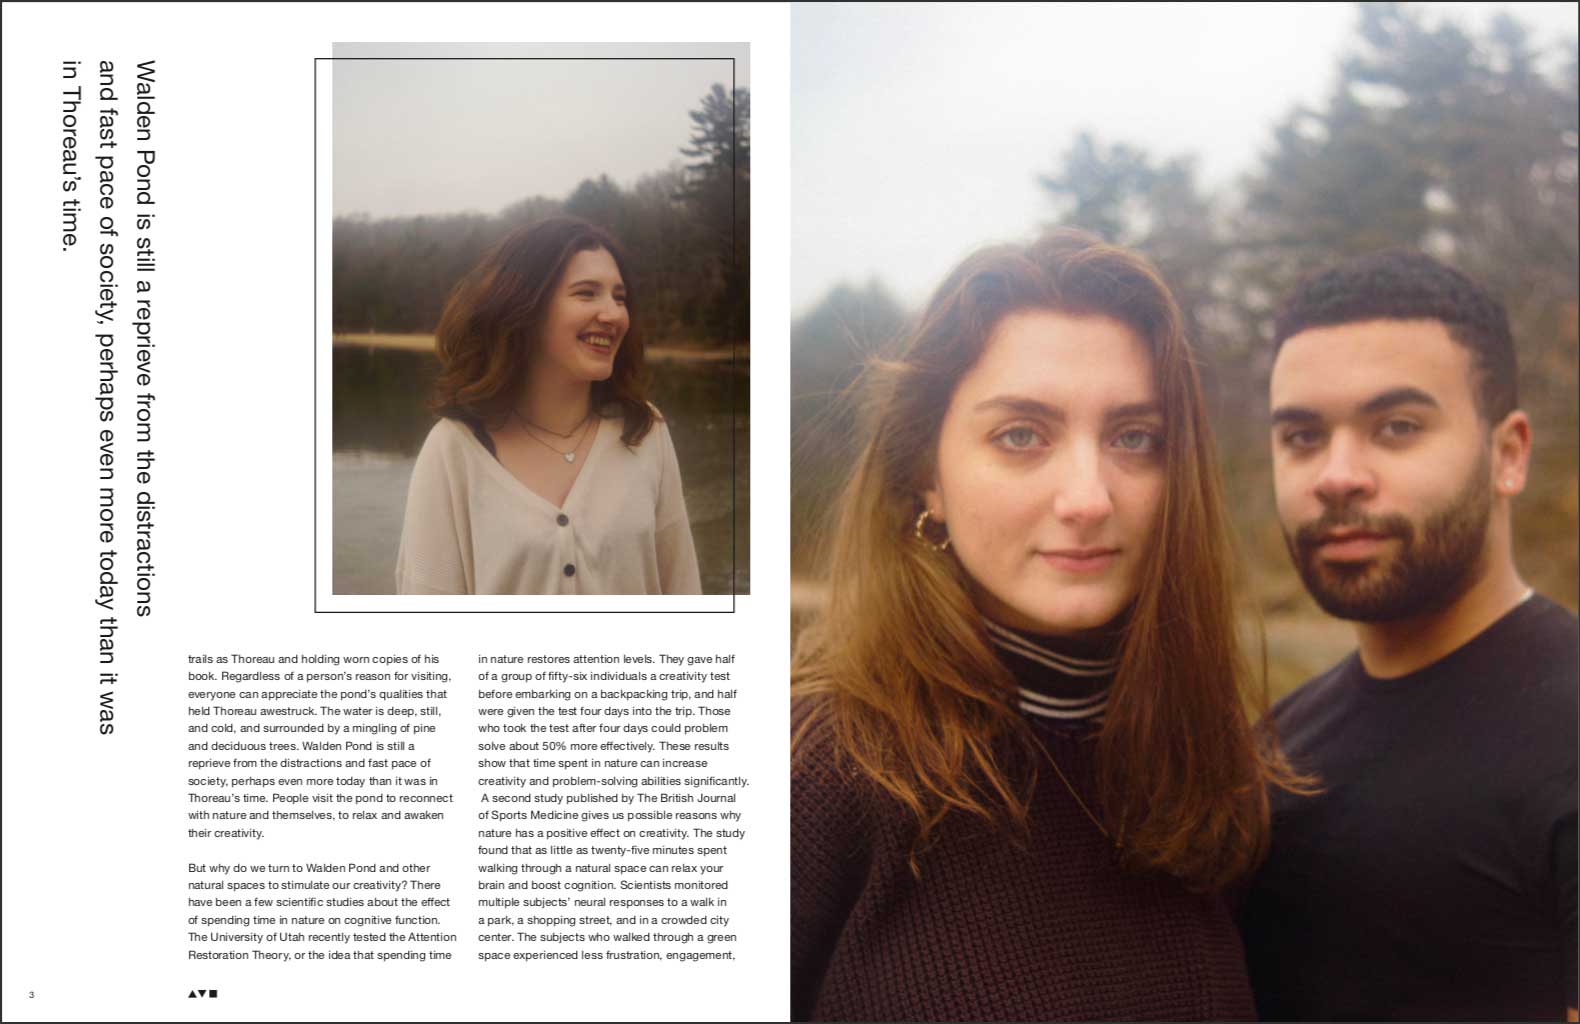 Walden Pond is still a reprieve from the distractions
and fast pace of society, perhaps even more today than it was
in Thoreau’s time.
trails as Thoreau and holding worn copies of his
book. Regardless of a person’s reason for visiting,
everyone can appreciate the pond’s qualities that
held Thoreau awestruck. The water is deep, still,
and cold, and surrounded by a mingling of pine
and deciduous trees. Walden Pond is still a
reprieve from the distractions and fast pace of
society, perhaps even more today than it was in
Thoreau’s time. People visit the pond to reconnect
with nature and themselves, to relax and awaken
their creativity.
But why do we turn to Walden Pond and other
natural spaces to stimulate our creativity? There
have been a few scientific studies about the effect
of spending time in nature on cognitive function.
The University of Utah recently tested the Attention
Restoration Theory, or the idea that spending time
in nature restores attention levels. They gave half
of a group of fifty-six individuals a creativity test
before embarking on a backpacking trip, and half
were given the test four days into the trip. Those
who took the test after four days could problem
solve about 50% more effectively. These results
show that time spent in nature can increase
creativity and problem-solving abilities significantly.
A second study published by The British Journal
of Sports Medicine gives us possible reasons why
nature has a positive effect on creativity. The study
found that as little as twenty-five minutes spent
walking through a natural space can relax your
brain and boost cognition. Scientists monitored
multiple subjects’ neural responses to a walk in
a park, a shopping street, and in a crowded city
center. The subjects who walked through a green
space experienced less frustration, engagement,
3